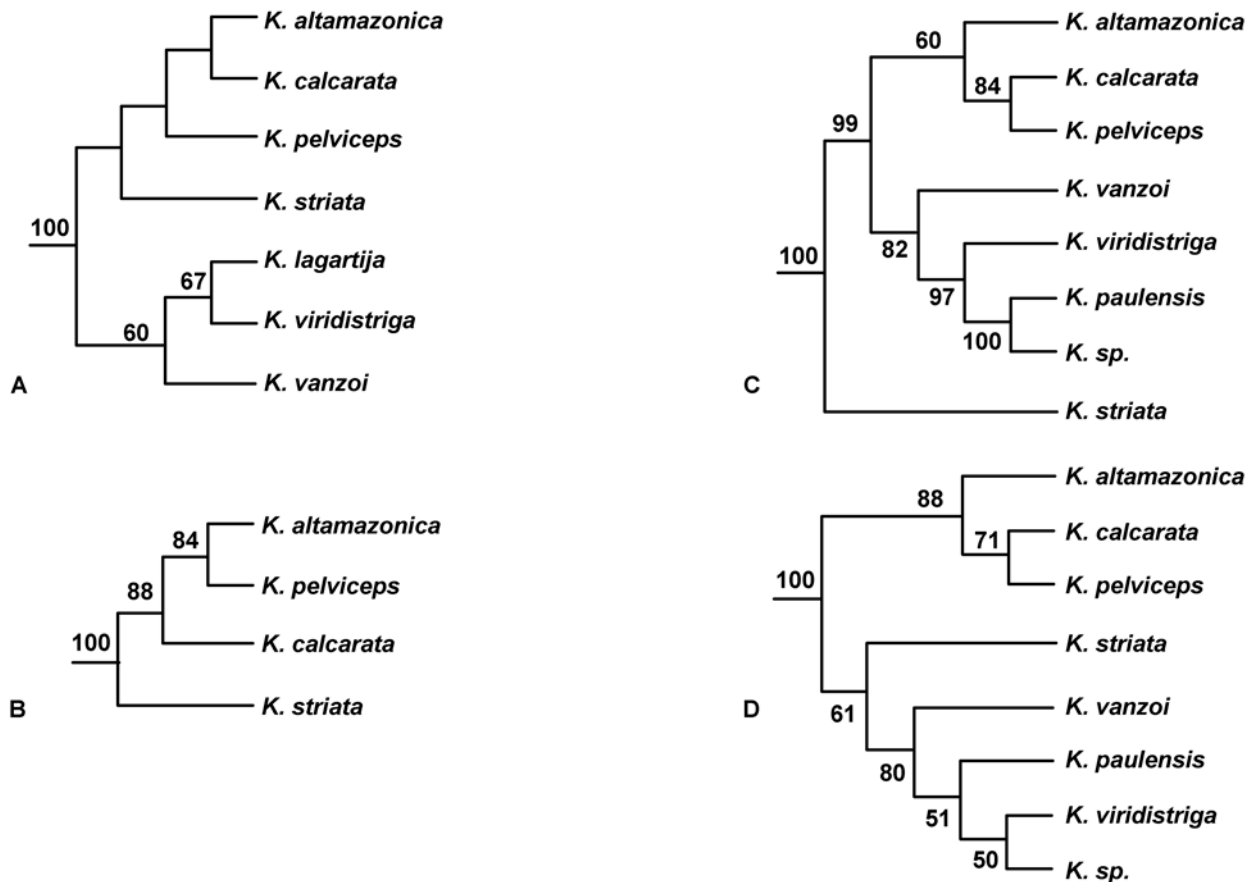 K. altamazonica
K. calcarata
K. pelviceps
K. striata
100
K. lagartija
67
K. viridistriga
60
K. vanzoi
A
K. altamazonica
84
K. pelviceps
88
K. calcarata
100
K. striata
B
K. altamazonica
60
K. calcarata
84
K. pelviceps
99
K. vanzoi
K. viridistriga
82
100
97
K. paulensis
100
K. sp.
C
K. striata
K. altamazonica
88
K. calcarata
71
100
K. pelviceps
K. striata
61
K. vanzoi
D
K. paulensis
80
K. viridistriga
51
50
K. sp.